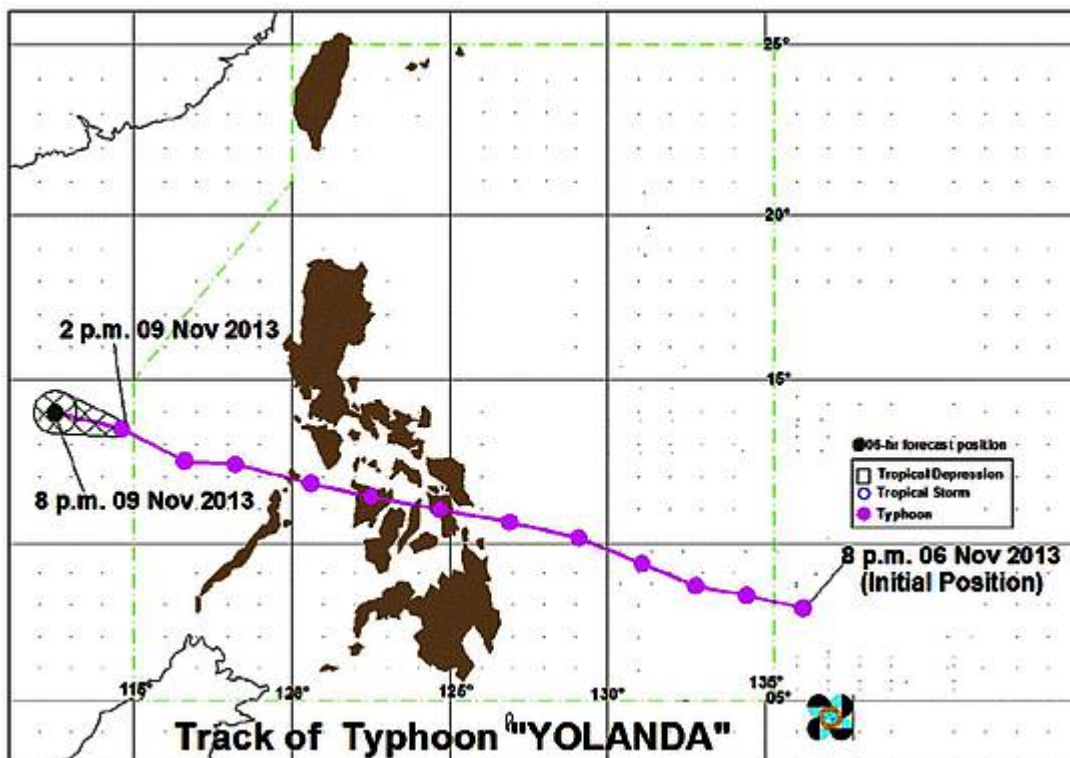 25°
20°
2 p.m. 09 Nov 2013
15°
06-hr forecast position
Tropical Depression
Tropical Storm
Typhoon
8 p.m. 09 Nov 2013
8 p.m. 06 Nov 2013
(Initial Position)
115° 120° 125° 130° 135°
05°
Track of Typhoon "YOLANDA"